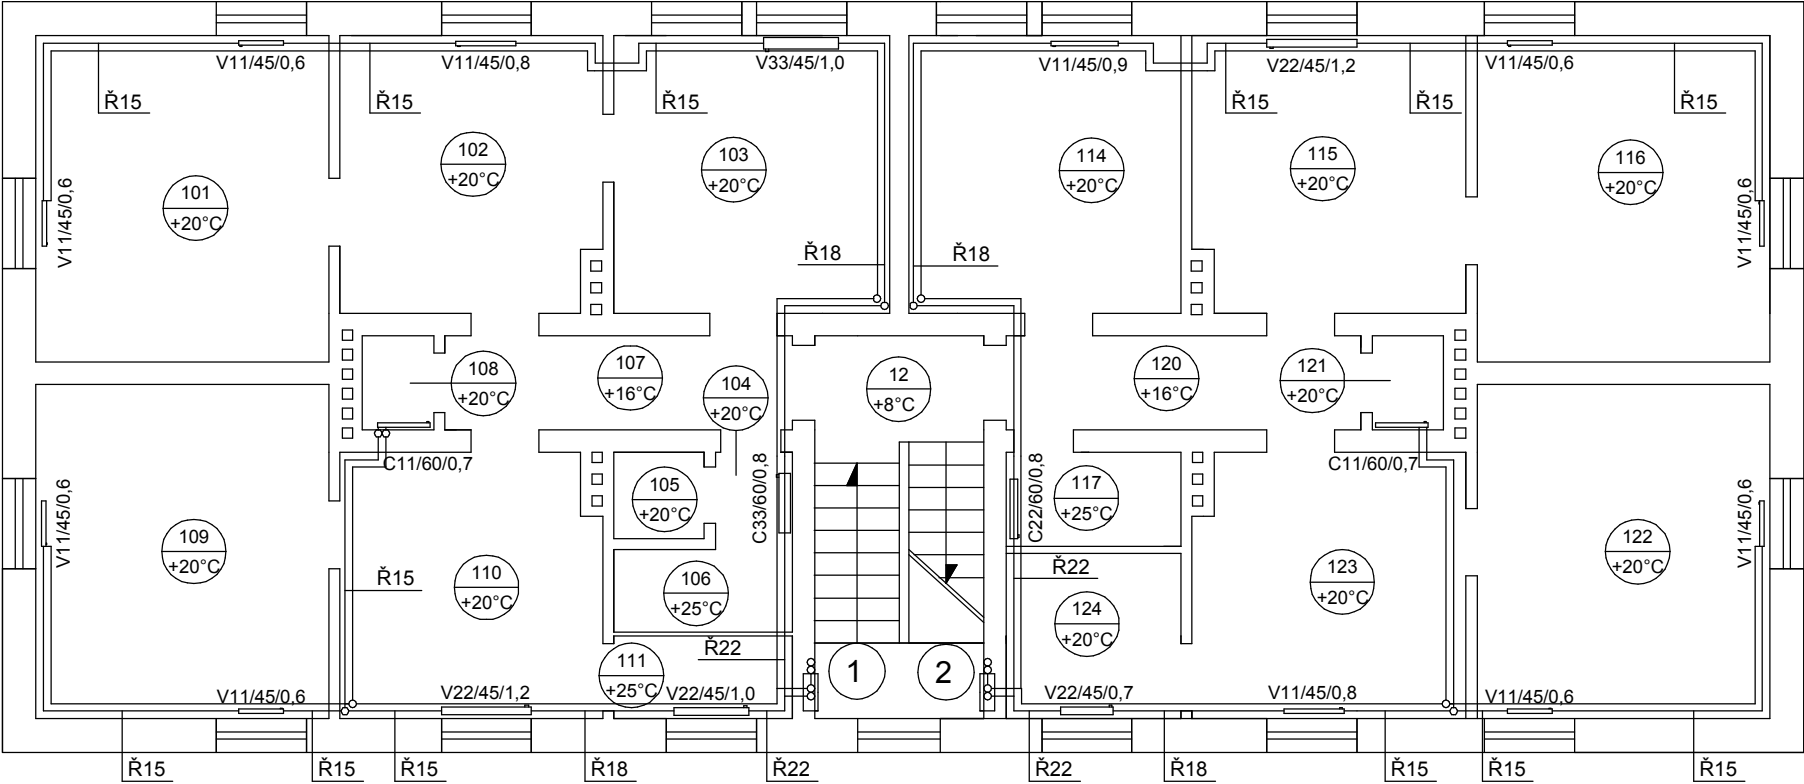 V11/45/0,6
V11/45/0,8
V33/45/1,0
V11/45/0,9
V22/45/1,2
V11/45/0,6
Ř15
Ř15
Ř15
Ř15
Ř15
Ř15
101
+20°C
102
+20°C
103
+20°C
114
+20°C
115
+20°C
116
+20°C
V11/45/0,6
V11/45/0,6
Ř18
Ř18
108
+20°C
107
+16°C
104
+20°C
12
+8°C
120
+16°C
121
+20°C
C11/60/0,7
C33/60/0,8
C22/60/0,8
C11/60/0,7
V11/45/0,6
109
+20°C
110
+20°C
105
+20°C
106
+25°C
117
+25°C
123
+20°C
122
+20°C
V11/45/0,6
Ř15
Ř22
124
+20°C
Ř22
111
+25°C
1
2
V11/45/0,6
V22/45/1,2
V22/45/1,0
V22/45/0,7
V11/45/0,8
V11/45/0,6
Ř15
Ř15
Ř15
Ř18
Ř22
Ř22
Ř18
Ř15
Ř15
Ř15